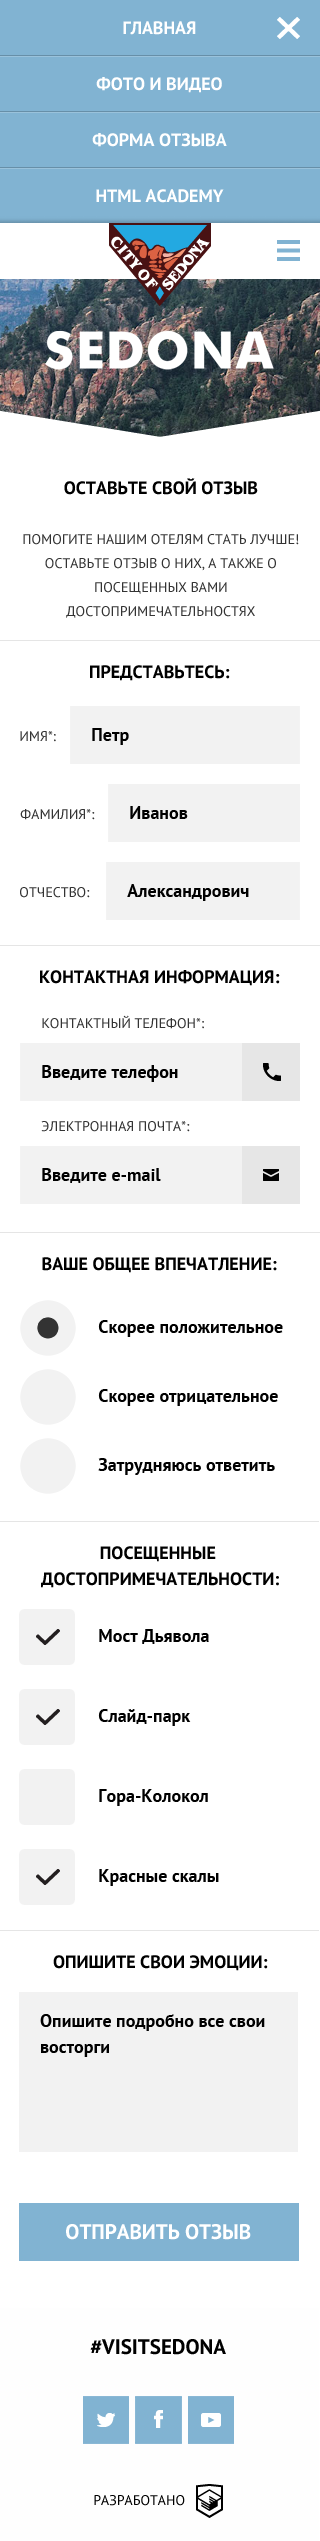 ГЛАВНАЯ
ФОТО И ВИДЕО
ФОРМА ОТЗЫВА
HTML ACADEMY
CITY OF SEDONA
SEDONA
ОСТАВЬТЕ СВОЙ ОТЗЫВ
ПОМОГИТЕ НАШИМ ОТЕЛЯМ СТАТЬ ЛУЧШЕ!
ОСТАВЬТЕ ОТЗЫВ О НИХ, А ТАКЖЕ О
ПОСЕЩЕННЫХ ВАМИ
ДОСТОПРИМЕЧАТЕЛЬНОСТЯХ
ПРЕДСТАВЬТЕСЬ:
ИМЯ*:
Петр
ФАМИЛИЯ*:
Иванов
ОТЧЕСТВО:
Александрович
КОНТАКТНАЯ ИНФОРМАЦИЯ:
КОНТАКТНЫЙ ТЕЛЕФОН*:
Введите телефон
ЭЛЕКТРОННАЯ ПОЧТА*:
Введите e-mail
ВАШЕ ОБЩЕЕ ВПЕЧАТЛЕНИЕ:
Скорее положительное
Скорее отрицательное
Затрудняюсь ответить
ПОСЕЩЕННЫЕ
ДОСТОПРИМЕЧАТЕЛЬНОСТИ:
Мост Дьявола
Слайд-парк
Гора-Колокол
Красные скалы
ОПИШИТЕ СВОИ ЭМОЦИИ:
Опишите подробно все свои
восторги
ОТПРАВИТЬ ОТЗЫВ
#VISITSEDONA
РАЗРАБОТАНО